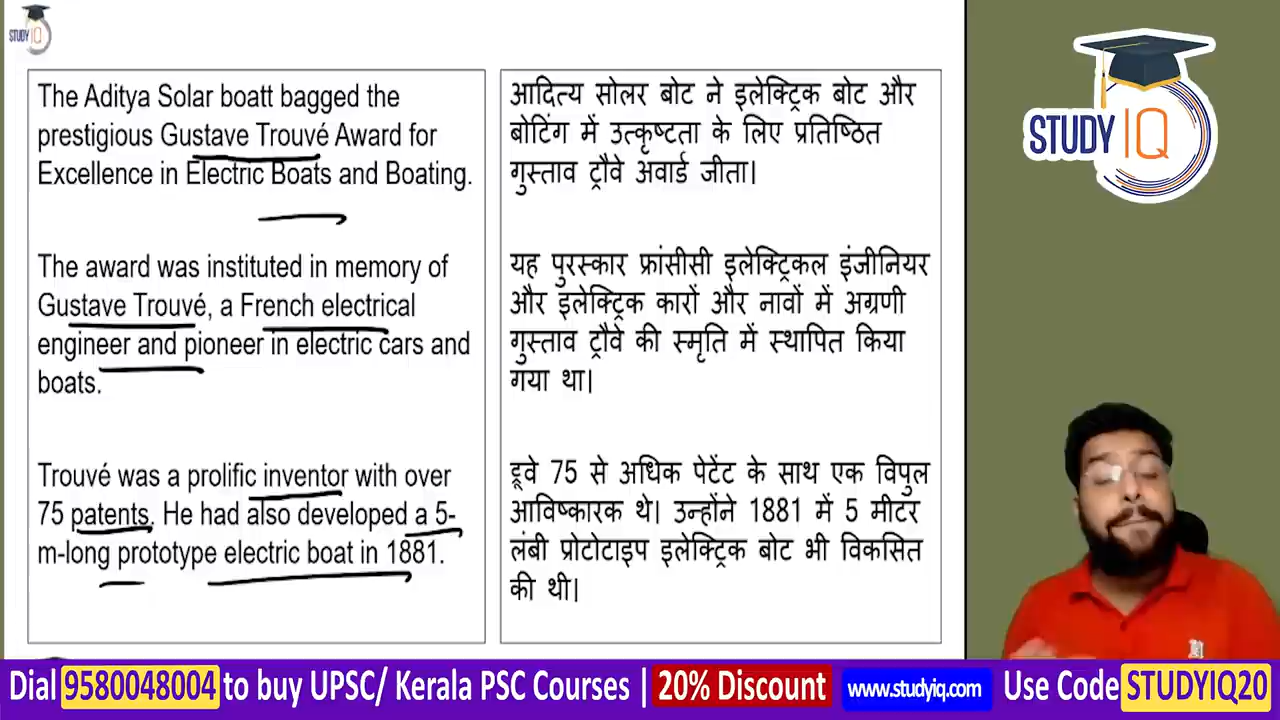 STUDY IQ
The Aditya Solar boatt bagged the
prestigious Gustave Trouvé Award for
Excellence in Electric Boats and Boating.
The award was instituted in memory of
Gustave Trouvé, a French electrical
engineer and pioneer in electric cars and
boats.
Trouvé was a prolific inventor with over
75 patents. He had also developed a 5-
m-long prototype electric boat in 1881.
आदित्य सोलर बोट ने इलेक्ट्रिक बोट और
बोटिंग में उत्कृष्टता के लिए प्रतिष्ठित
गुस्ताव ट्रौवे अवार्ड जीता।
यह पुरस्कार फ्रांसीसी इलेक्ट्रिकल इंजीनियर
और इलेक्ट्रिक कारों और नावों में अग्रणी
गुस्ताव ट्रौवे की स्मृति में स्थापित किया
गया था।
ड्रूवे 75 से अधिक पेटेंट के साथ एक विपुल
आविष्कारक थे। उन्होंने 1881 में 5 मीटर
लंबी प्रोटोटाइप इलेक्ट्रिक बोट भी विकसित
की थी।
STUDY IQ
Dial 9580048004 to buy UPSC/ Kerala PSC Courses | 20% Discount www.studyiq.com Use Code STUDYIQ20